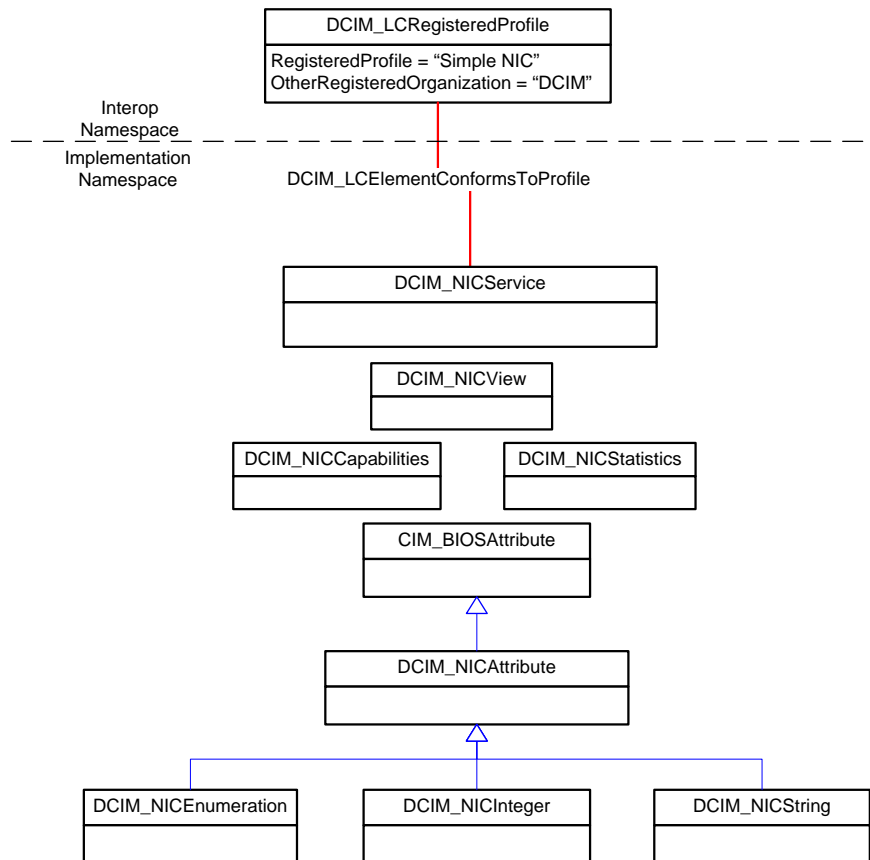 DCIM_LCRegisteredProfile
RegisteredProfile = “Simple NIC”
OtherRegisteredOrganization = “DCIM”
Interop
Namespace
Implementation
Namespace
DCIM_LCElementConformsToProfile
DCIM_NICService
DCIM_NICView
DCIM_NICCapabilities
DCIM_NICStatistics
CIM_BIOSAttribute
DCIM_NICAttribute
DCIM_NICEnumeration
DCIM_NICInteger
DCIM_NICString